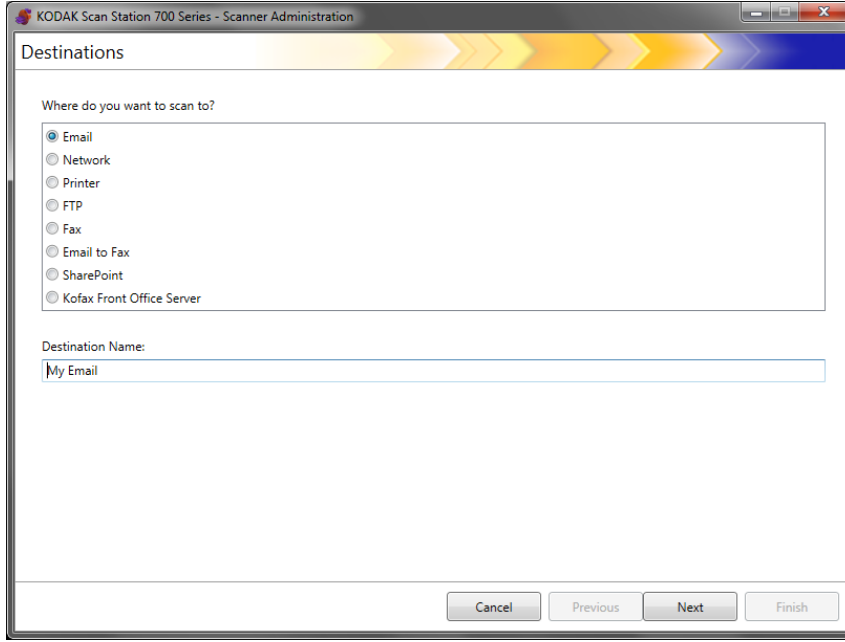 KODAK Scan Station 700 Series - Scanner Administration
Destinations
Where do you want to scan to?
Email
Network
Printer
FTP
Fax
Email to Fax
SharePoint
Kofax Front Office Server
Destination Name:
My Email
Cancel Previous Next Finish